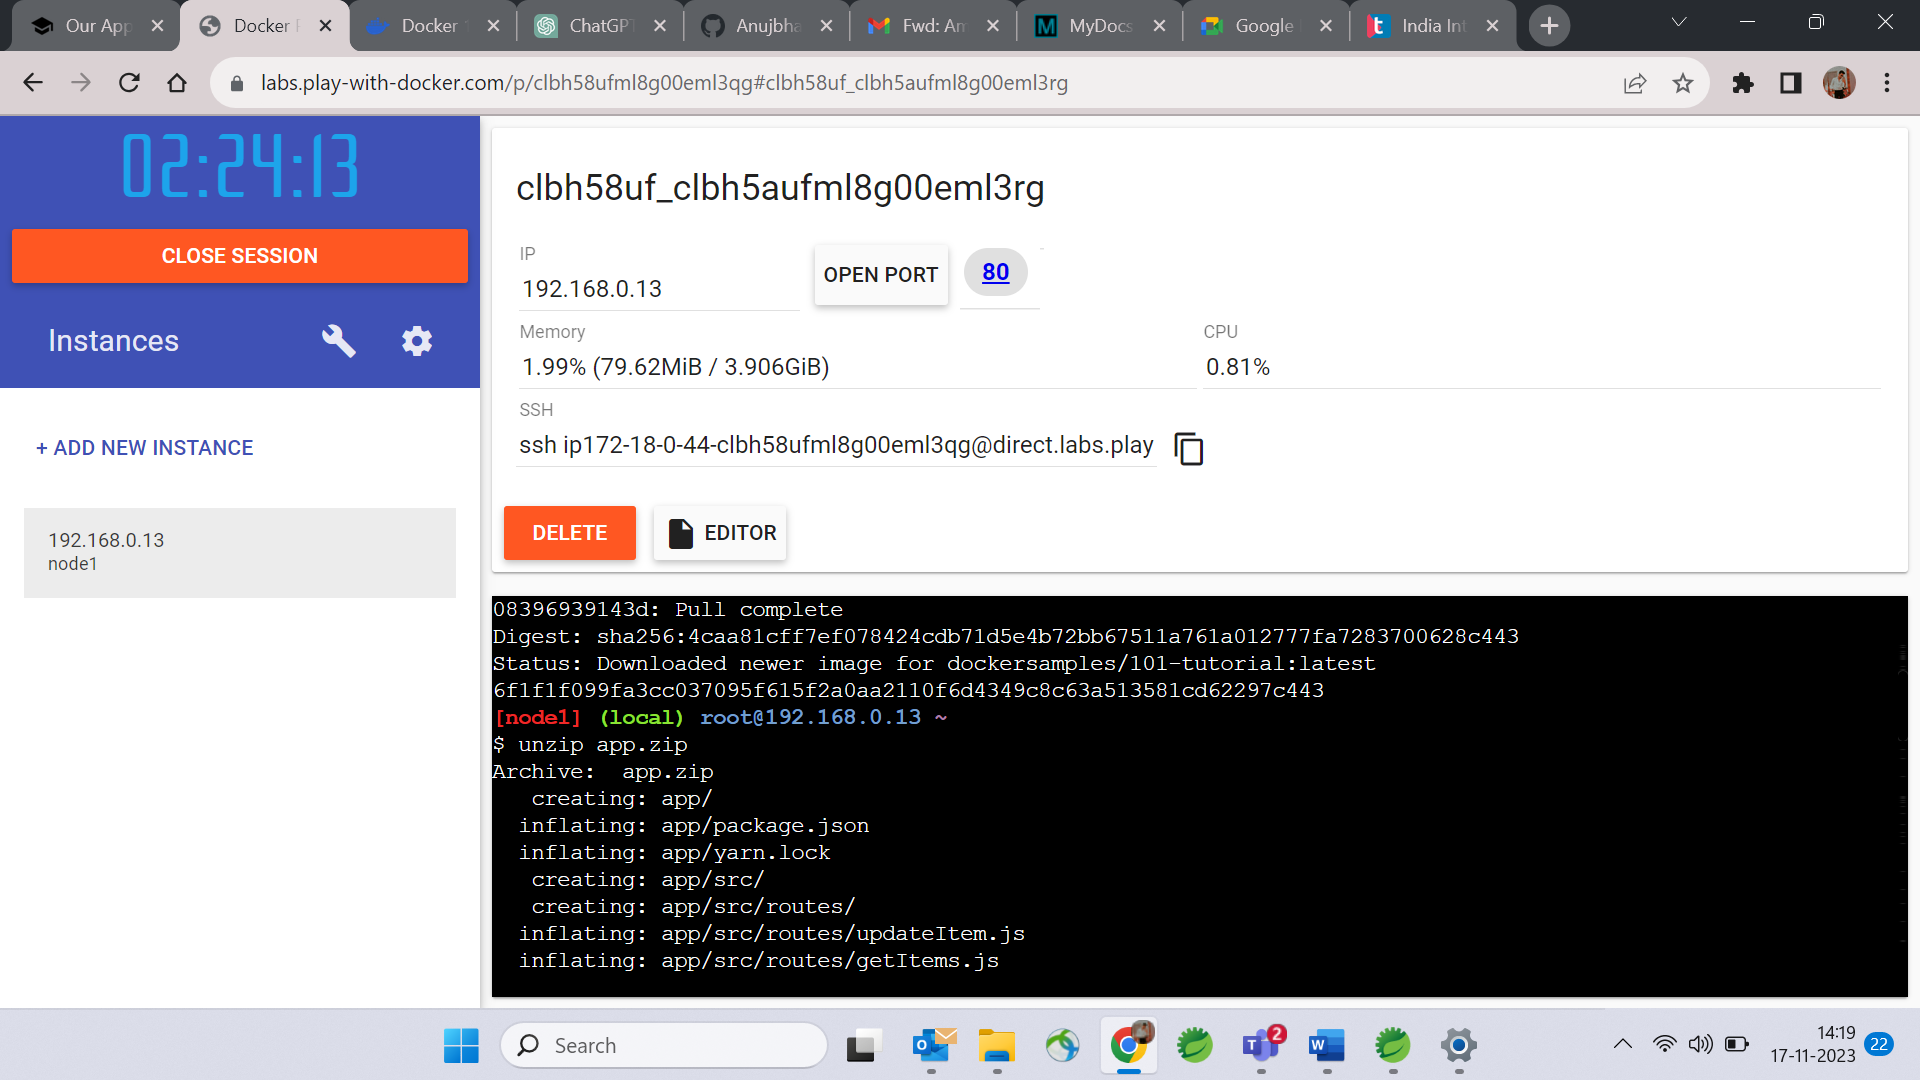 Our App
Docker
Docker
ChatGPT
Anujbha
Fwd: Am
MyDocs
Google
India Int
labs.play-with-docker.com/p/clbh58ufml8g00eml3qg#clbh58uf_clbh5aufml8g00eml3rg
02:24:13
CLOSE SESSION
Instances
+ ADD NEW INSTANCE
192.168.0.13
node1
clbh58uf_clbh5aufml8g00eml3rg
IP
192.168.0.13
OPEN PORT
80
Memory
1.99% (79.62MiB / 3.906GiB)
CPU
0.81%
SSH
ssh ip172-18-0-44-clbh58ufml8g00eml3qg@direct.labs.play
DELETE
EDITOR
08396939143d: Pull complete
Digest: sha256:4caa81cff7ef078424cdb71d5e4b72bb67511a761a012777fa7283700628c443
Status: Downloaded newer image for dockersamples/101-tutorial:latest
6f1f1f099fa3cc037095f615f2a0aa2110f6d4349c8c63a513581cd62297c443
[node1] (local) root@192.168.0.13 ~
$ unzip app.zip
Archive:  app.zip
creating: app/
inflating: app/package.json
inflating: app/yarn.lock
creating: app/src/
creating: app/src/routes/
inflating: app/src/routes/updateItem.js
inflating: app/src/routes/getItems.js
Search
2
14:19
17-11-2023
22